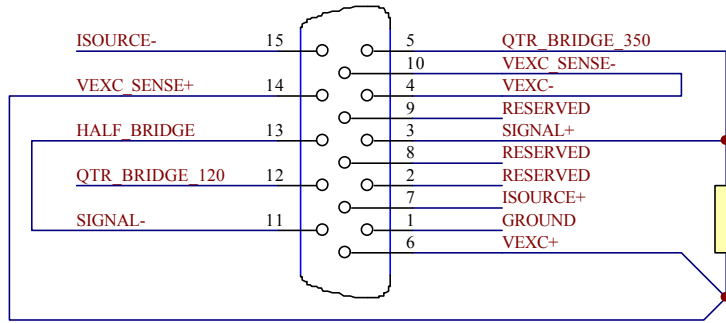 ISOURCE- 15 5 QTR_BRIDGE_350
10 VEXC_SENSE-
VEXC_SENSE+ 14 4 VEXC-
9 RESERVED
HALF_BRIDGE 13 3 SIGNAL+
8 RESERVED
QTR_BRIDGE_120 12 2 RESERVED
7 ISOURCE+
SIGNAL- 11 1 GROUND
6 VEXC+